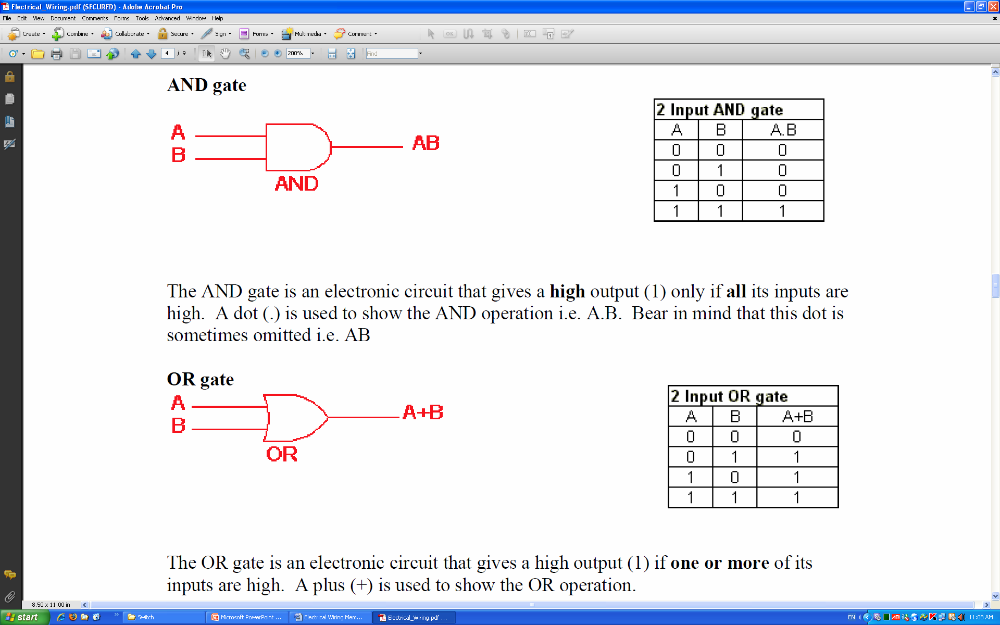 Electrical_Wiring.pdf (SECURED) - Adobe Acrobat Pro
File Edit View Document Comments Forms Tools Advanced Window Help
Create Combine Collaborate Secure Sign Forms Multimedia Comment OK
4 / 9 200% Find
AND gate
A
B
AB
AND
2 Input AND gate
A B A.B
0 0 0
0 1 0
1 0 0
1 1 1
The AND gate is an electronic circuit that gives a high output (1) only if all its inputs are
high. A dot (.) is used to show the AND operation i.e. A.B. Bear in mind that this dot is
sometimes omitted i.e. AB
OR gate
A
B
A+B
OR
2 Input OR gate
A B A+B
0 0 0
0 1 1
1 0 1
1 1 1
The OR gate is an electronic circuit that gives a high output (1) if one or more of its
inputs are high. A plus (+) is used to show the OR operation.
8.50 x 11.00 in
start Switch Microsoft PowerPoint ... Electrical Wiring Mem... Electrical_Wiring.pdf ... EN ATI 11:08 AM